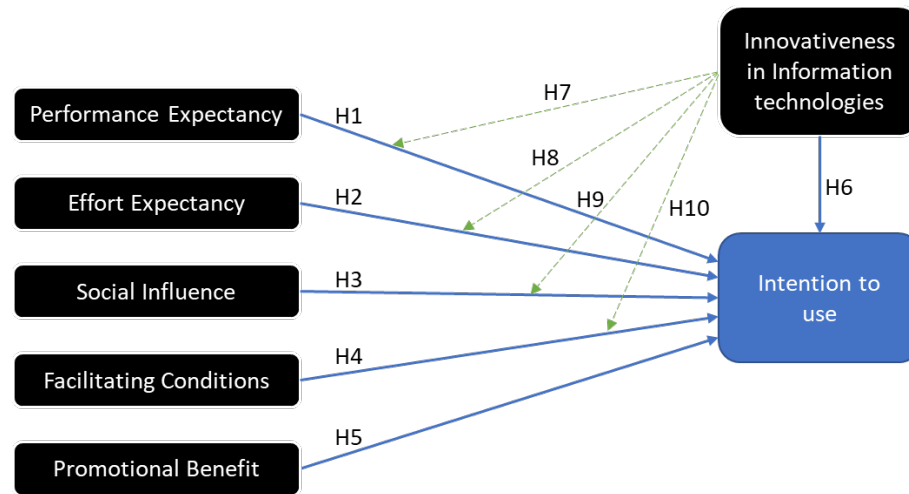 Innovativeness
in Information
technologies
Performance Expectancy
H1
H7
Effort Expectancy
H2
H8
H9
H10
H6
Social Influence
H3
Intention to
use
Facilitating Conditions
H4
Promotional Benefit
H5